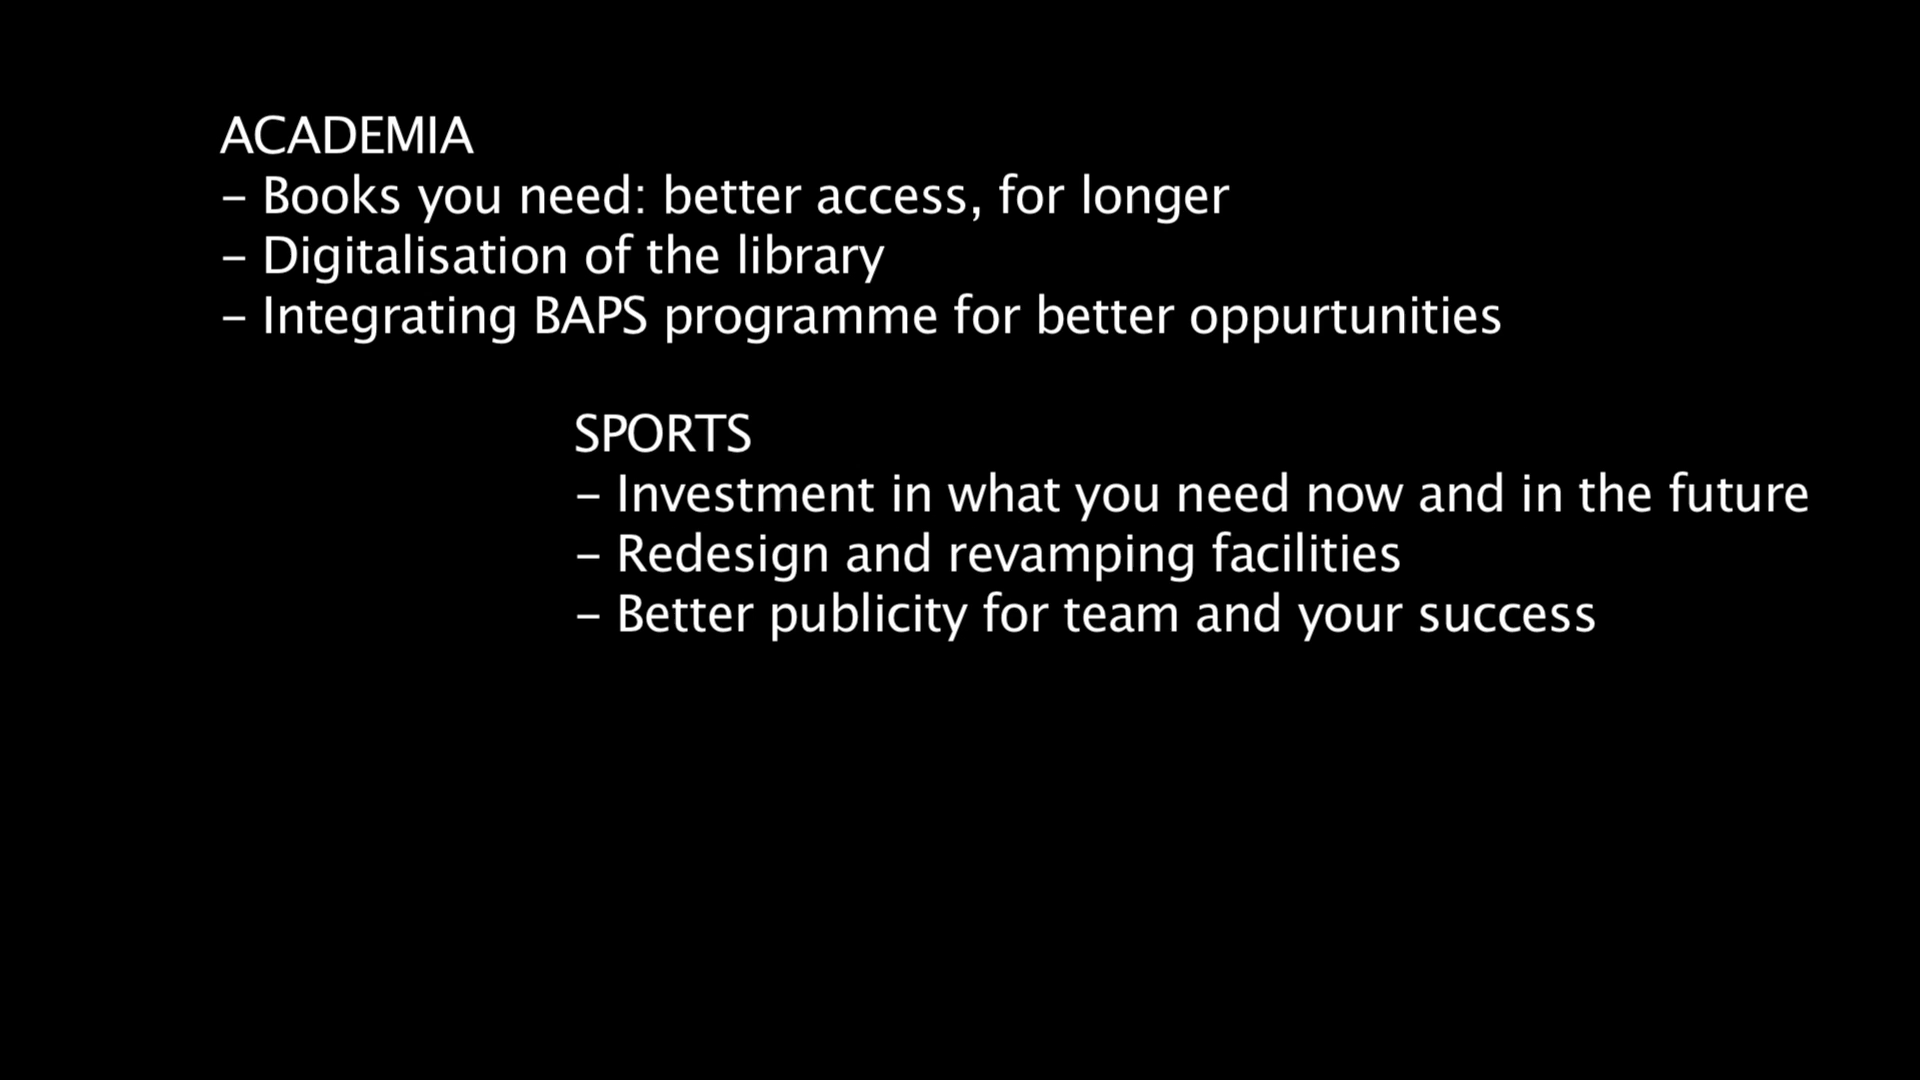 ACADEMIA
- Books you need: better access, for longer
- Digitalisation of the library
- Integrating BAPS programme for better oppurtunities
SPORTS
- Investment in what you need now and in the future
- Redesign and revamping facilities
- Better publicity for team and your success